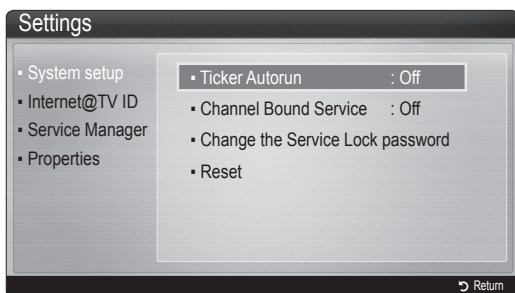 Settings
▪ System setup
▪ Internet@TV ID
▪ Service Manager
▪ Properties
▪ Ticker Autorun : Off
▪ Channel Bound Service : Off
▪ Change the Service Lock password
▪ Reset
Return